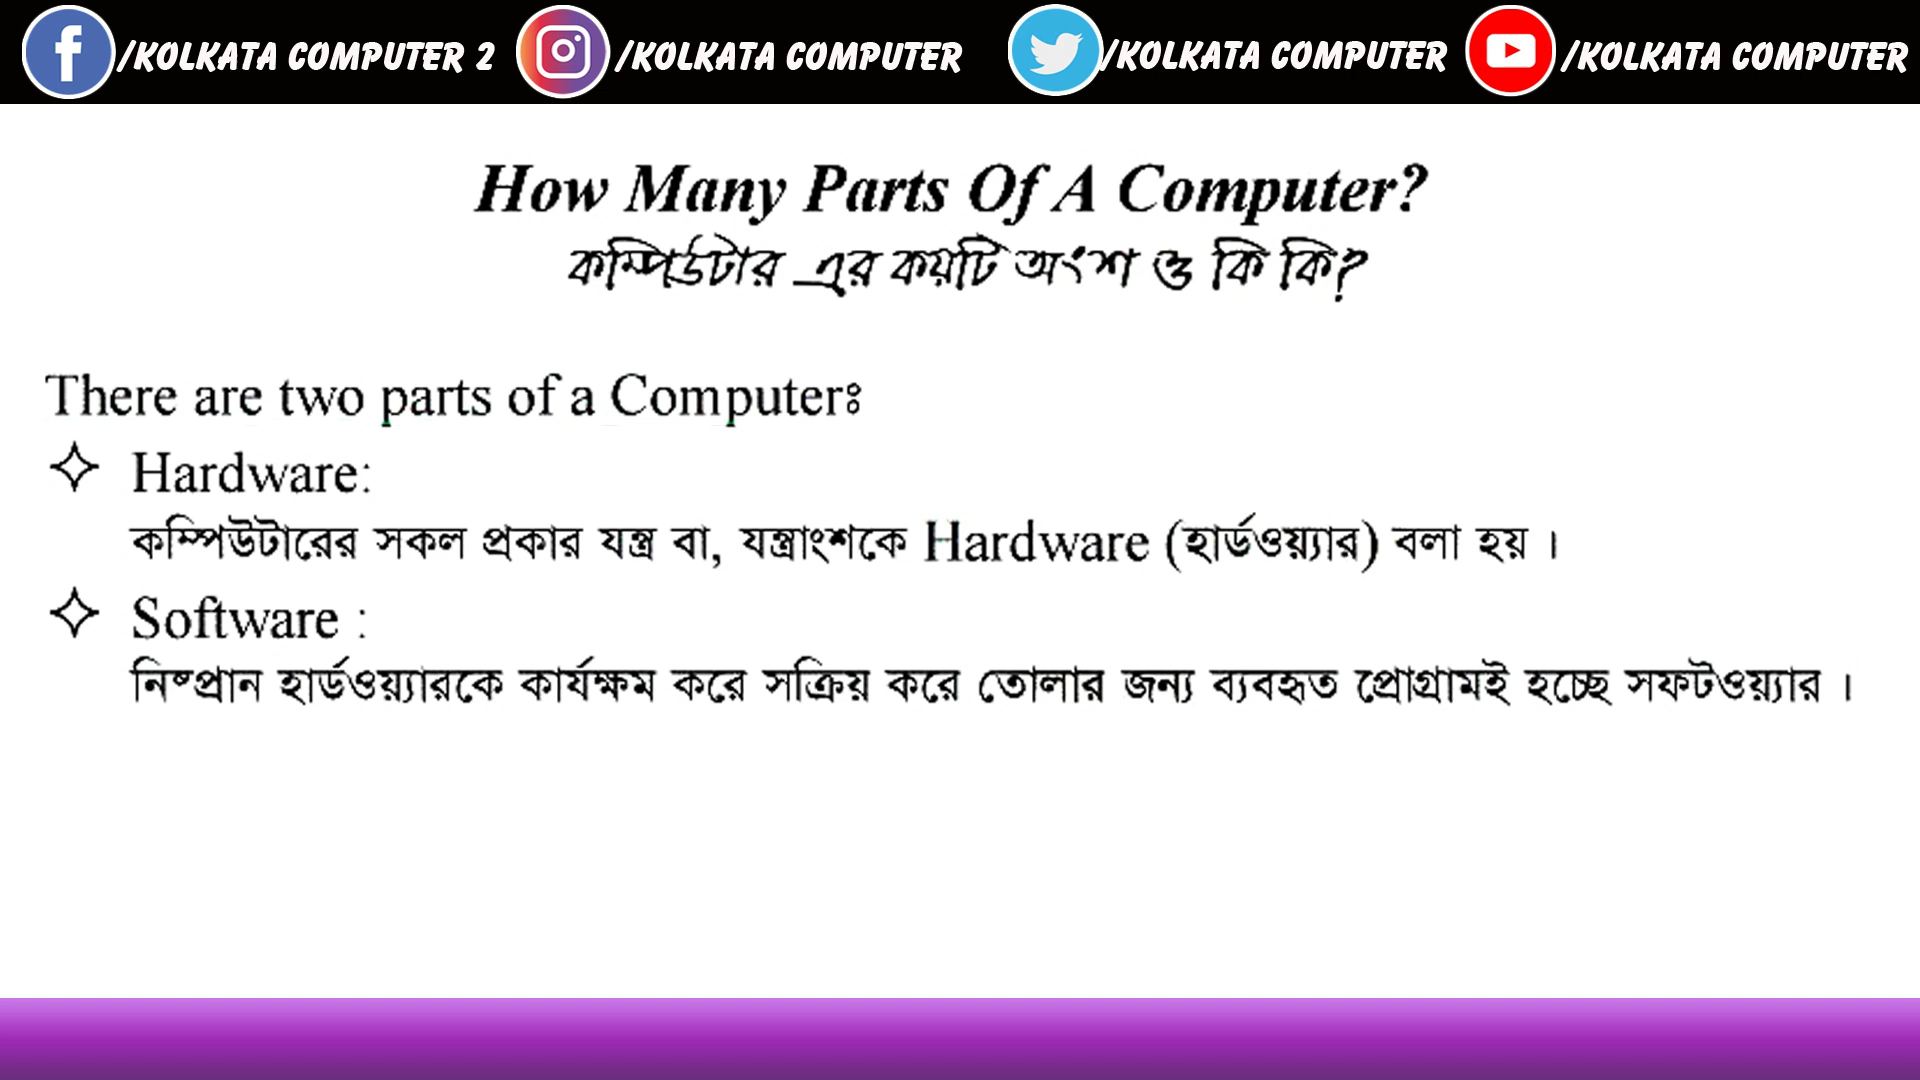 /KOLKATA COMPUTER 2 /KOLKATA COMPUTER /KOLKATA COMPUTER /KOLKATA COMPUTER
How Many Parts Of A Computer?
কম্পিউটার এর কয়টি অংশ ও কি কি?
There are two parts of a Computerঃ
✧ Hardware:
কম্পিউটারের সকল প্রকার যন্ত্র বা, যন্ত্রাংশকে Hardware (হার্ডওয়্যার) বলা হয় ।
✧ Software :
নিষ্প্রান হার্ডওয়্যারকে কার্যক্ষম করে সক্রিয় করে তোলার জন্য ব্যবহৃত প্রোগ্রামই হচ্ছে সফটওয়্যার ।